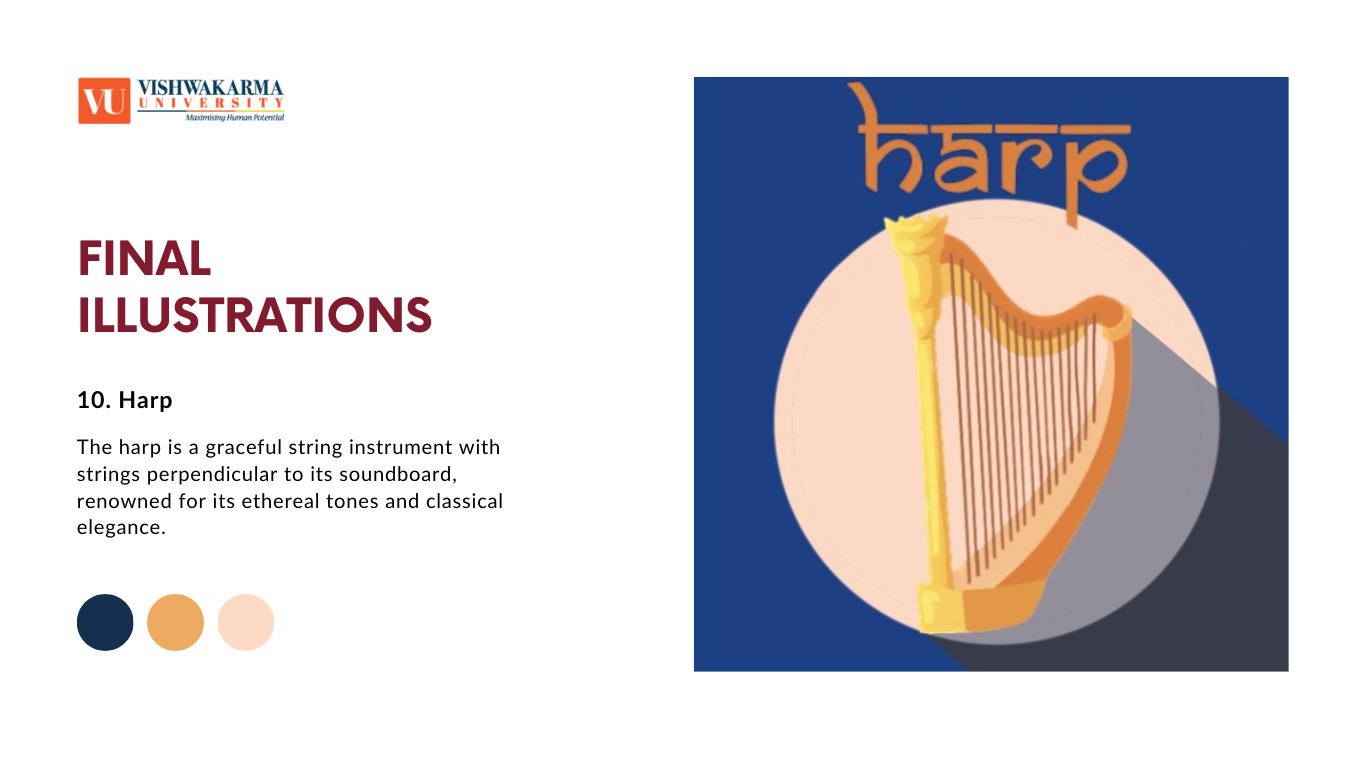 VU
VISHWAKARMA
UNIVERSITY
Maximising Human Potential
FINAL
ILLUSTRATIONS
10. Harp
The harp is a graceful string instrument with
strings perpendicular to its soundboard,
renowned for its ethereal tones and classical
elegance.
harp